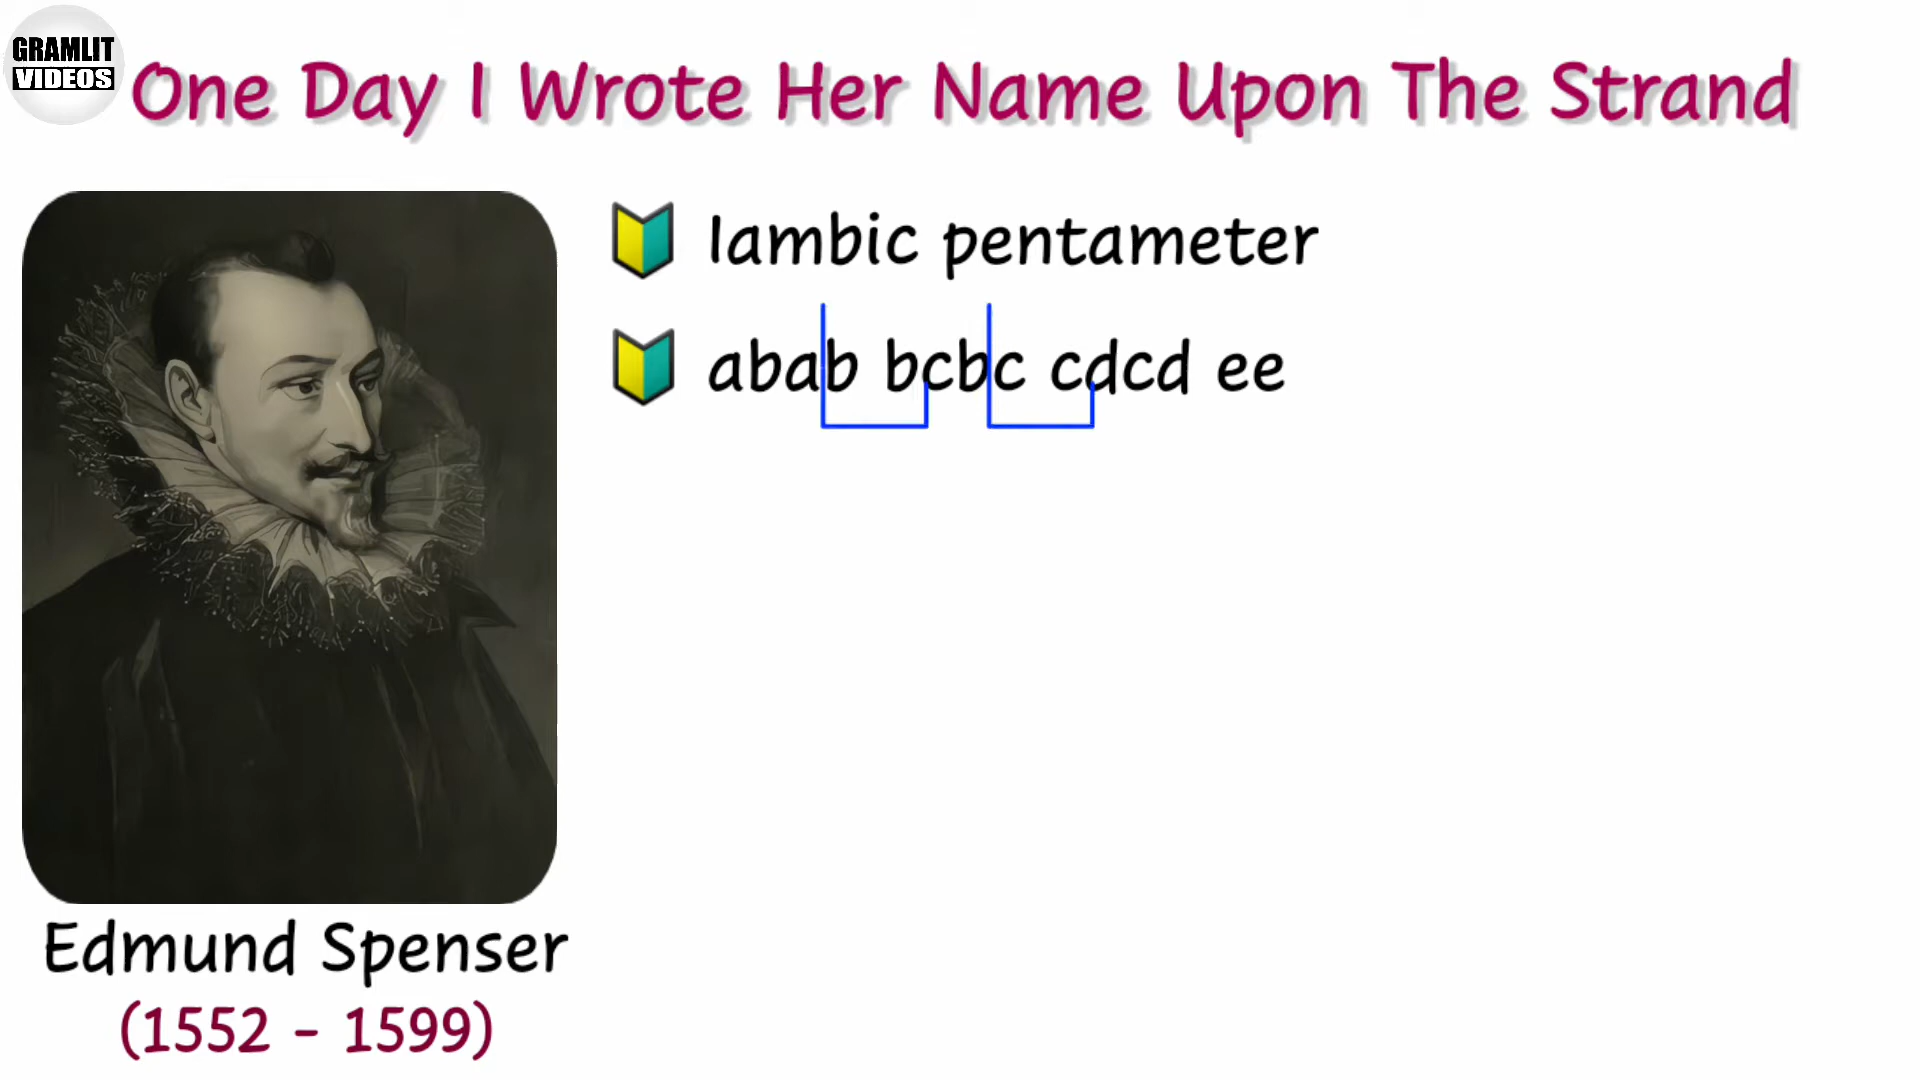 GRAMLIT
VIDEOS
One Day I Wrote Her Name Upon The Strand
Iambic pentameter
abab bcbc cdcd ee
Edmund Spenser
(1552 - 1599)